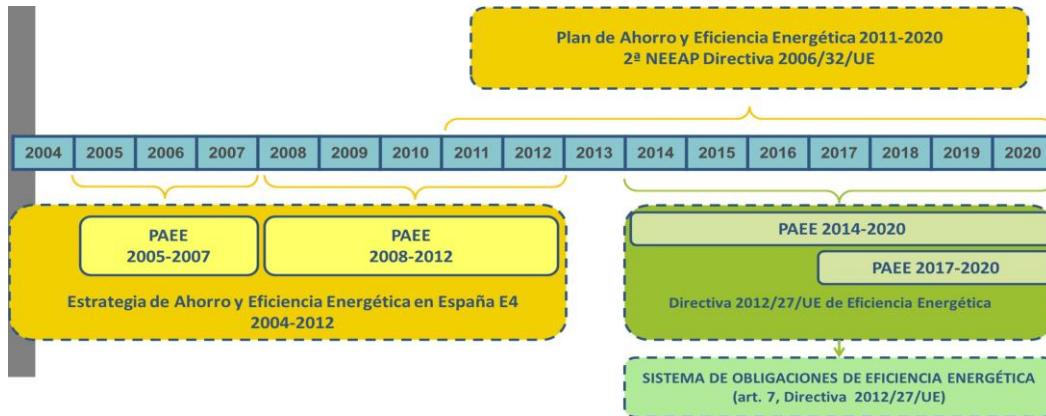 Plan de Ahorro y Eficiencia Energética 2011-2020
2ª NEEAP Directiva 2006/32/UE
2004 2005 2006 2007 2008 2009 2010 2011 2012 2013 2014 2015 2016 2017 2018 2019 2020
PAEE
2005-2007
PAEE
2008-2012
Estrategia de Ahorro y Eficiencia Energética en España E4
2004-2012
PAEE 2014-2020
PAEE 2017-2020
Directiva 2012/27/UE de Eficiencia Energética
SISTEMA DE OBLIGACIONES DE EFICIENCIA ENERGÉTICA
(art. 7, Directiva 2012/27/UE)